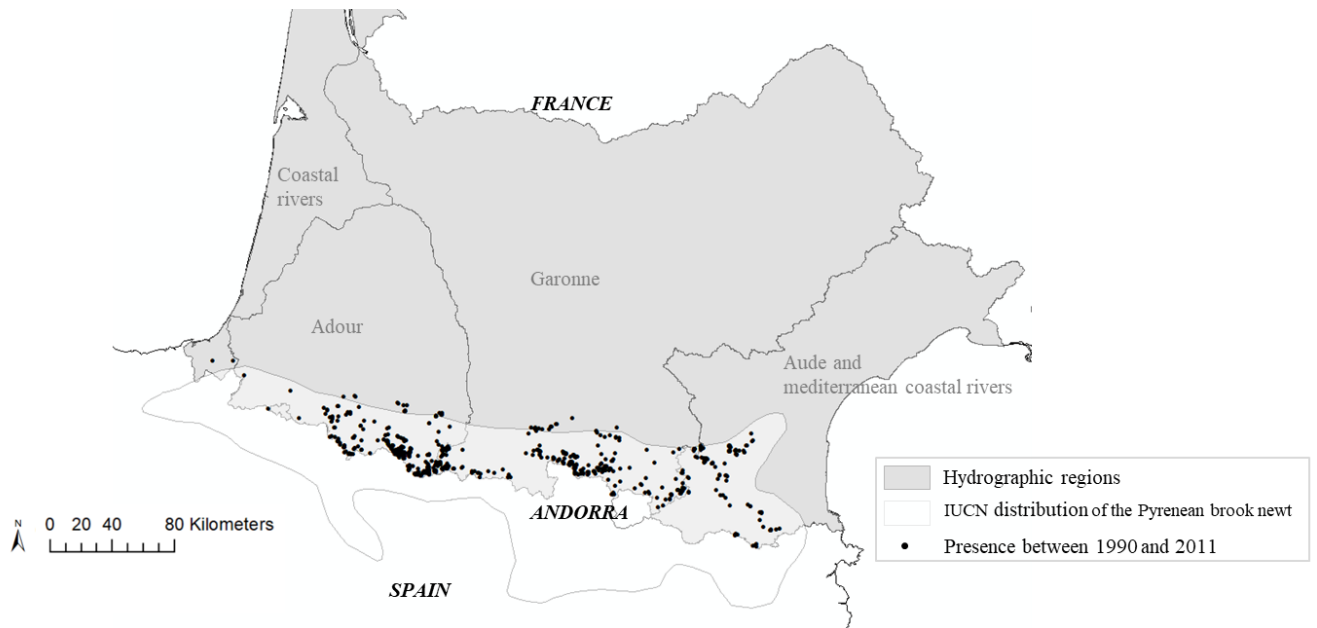 FRANCE
Coastal
rivers
Garonne
Adour
Aude and
mediterranean coastal rivers
Hydrographic regions
IUCN distribution of the Pyrenean brook newt
Presence between 1990 and 2011
ANDORRA
N
0 20 40 80 Kilometers
SPAIN